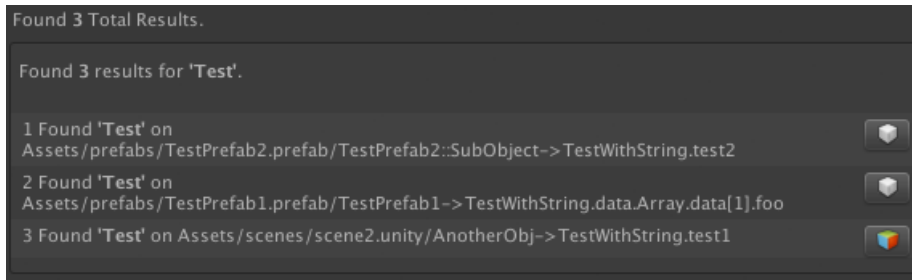 Found 3 Total Results.
Found 3 results for 'Test'.
1 Found 'Test' on
Assets/prefabs/TestPrefab2.prefab/TestPrefab2::SubObject->TestWithString.test2
2 Found 'Test' on
Assets/prefabs/TestPrefab1.prefab/TestPrefab1->TestWithString.data.Array.data[1].foo
3 Found 'Test' on Assets/scenes/scene2.unity/AnotherObj->TestWithString.test1